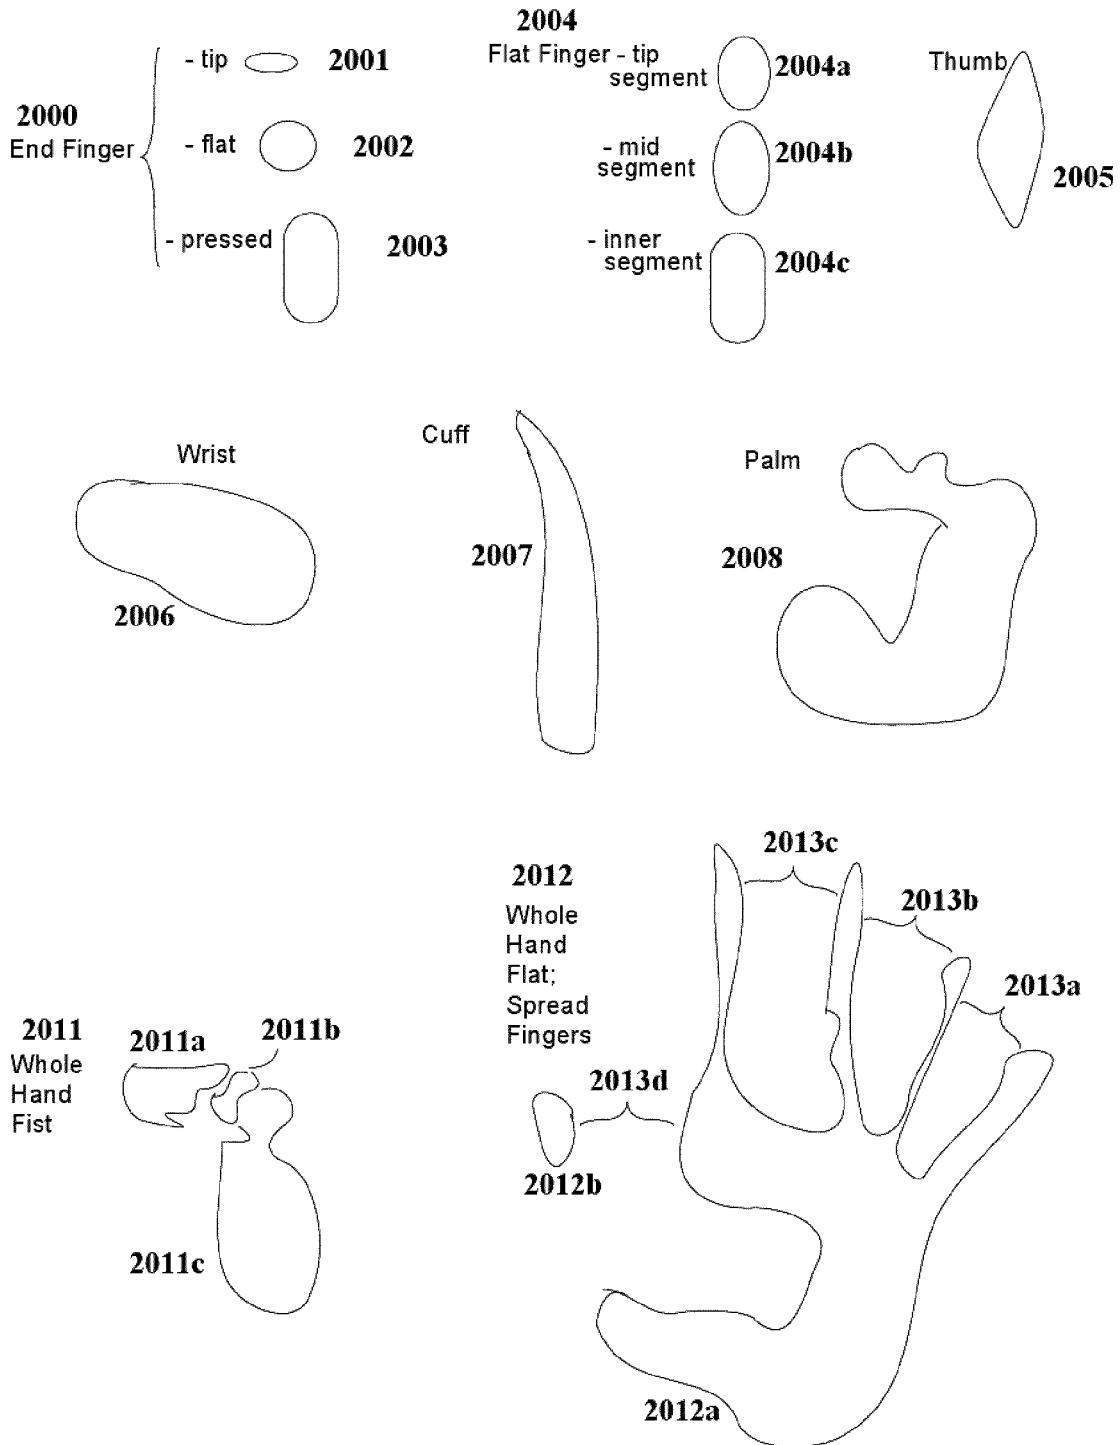 2000
End Finger
- tip
2001
- flat
2002
- pressed
2003
2004
Flat Finger - tip
segment
2004a
- mid
segment
2004b
- inner
segment
2004c
Thumb
2005
Wrist
2006
Cuff
2007
Palm
2008
2011
Whole
Hand
Fist
2011a
2011b
2011c
2012
Whole
Hand
Flat;
Spread
Fingers
2013c
2013b
2013a
2013d
2012b
2012a